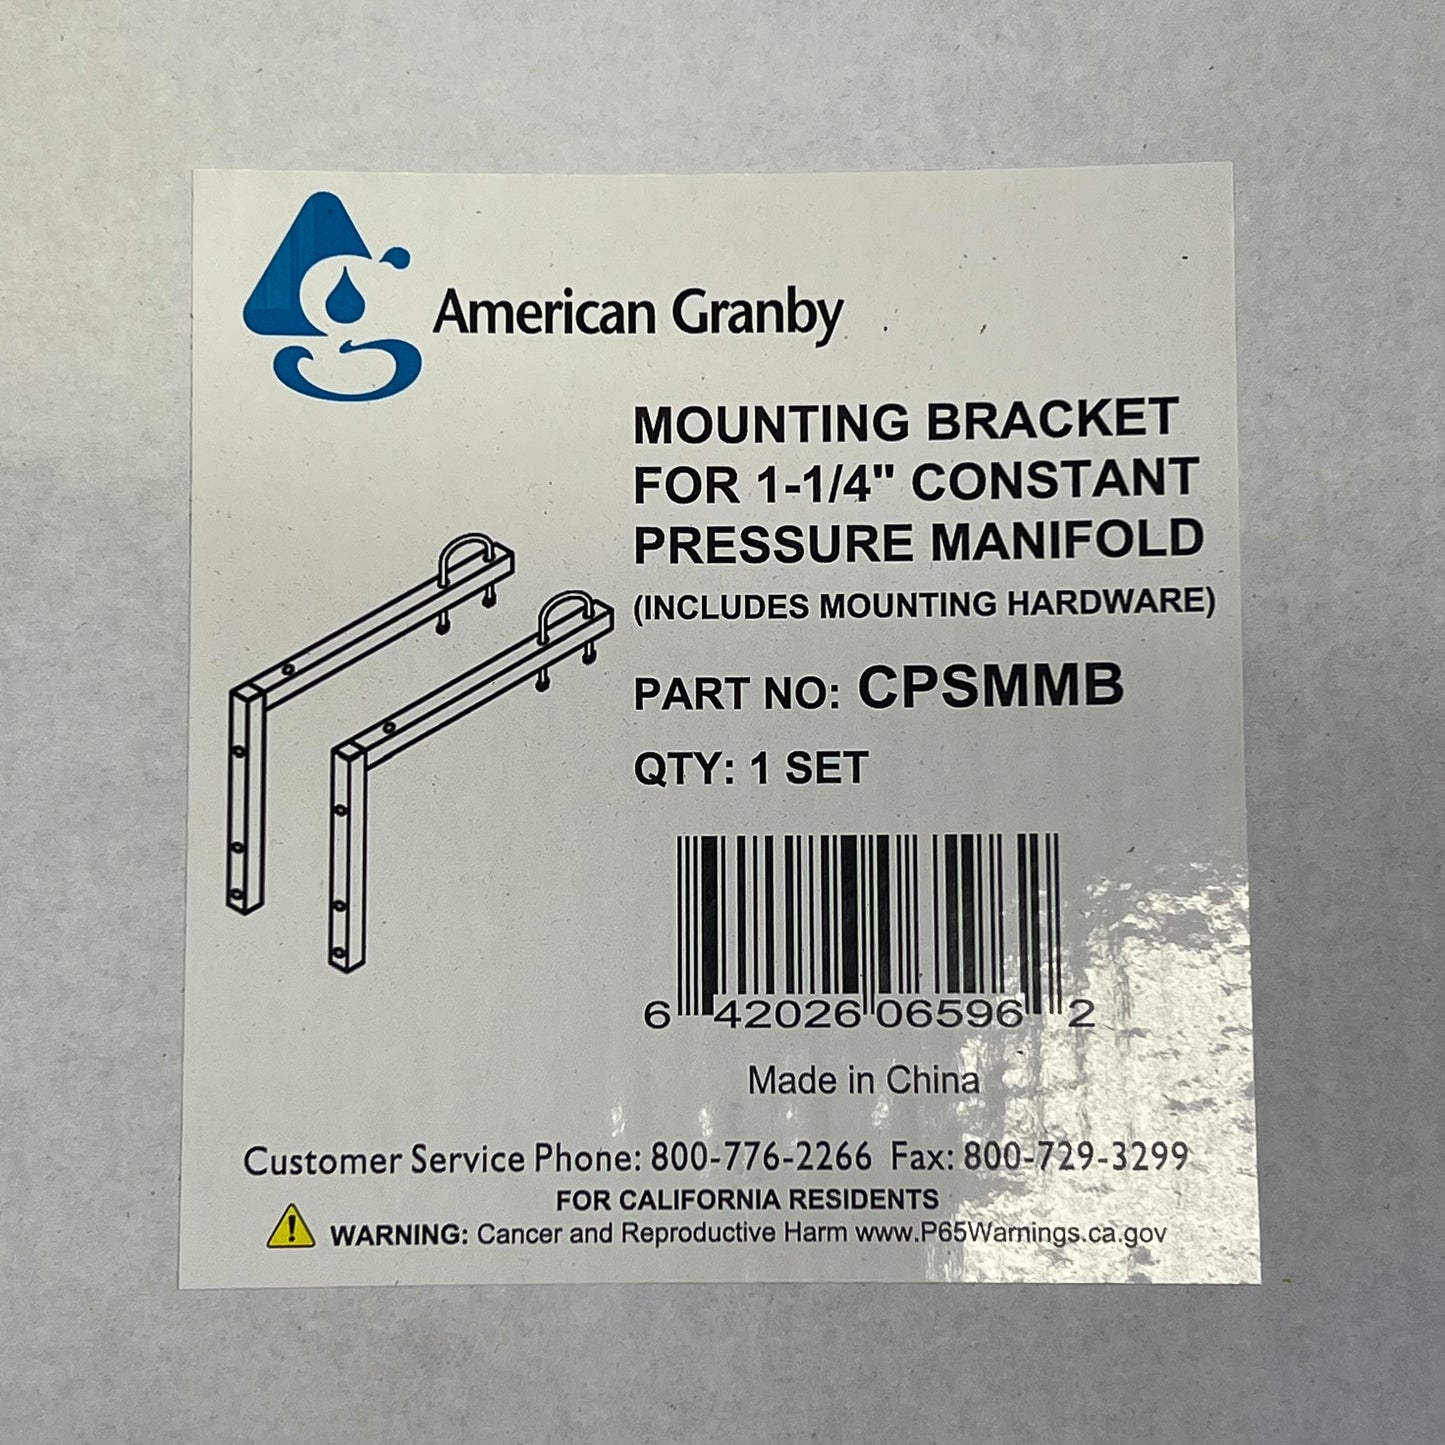 American Granby
MOUNTING BRACKET
FOR 1-1/4" CONSTANT
PRESSURE MANIFOLD
(INCLUDES MOUNTING HARDWARE)
PART NO: CPSMMB
QTY: 1 SET
6 42026 06596 2
Made in China
Customer Service Phone: 800-776-2266 Fax: 800-729-3299
FOR CALIFORNIA RESIDENTS
WARNING: Cancer and Reproductive Harm www.P65Warnings.ca.gov